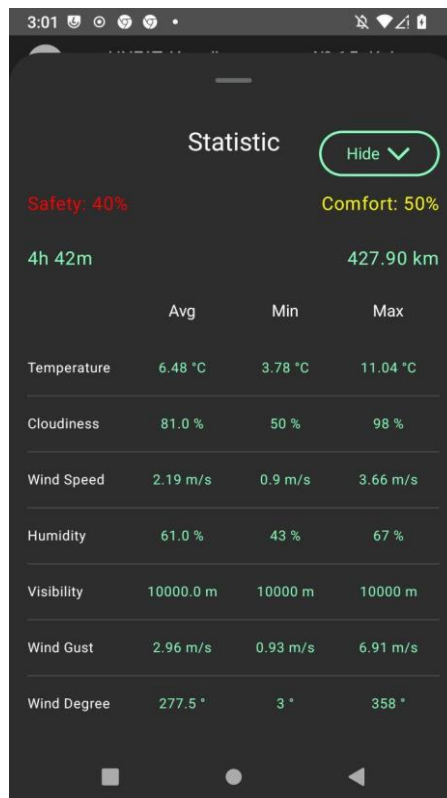 3:01
Statistic
Hide
Safety: 40% Comfort: 50%
4h 42m 427.90 km
Avg Min Max
Temperature 6.48 °C 3.78 °C 11.04 °C
Cloudiness 81.0 % 50 % 98 %
Wind Speed 2.19 m/s 0.9 m/s 3.66 m/s
Humidity 61.0 % 43 % 67 %
Visibility 10000.0 m 10000 m 10000 m
Wind Gust 2.96 m/s 0.93 m/s 6.91 m/s
Wind Degree 277.5 ° 3 ° 358 °